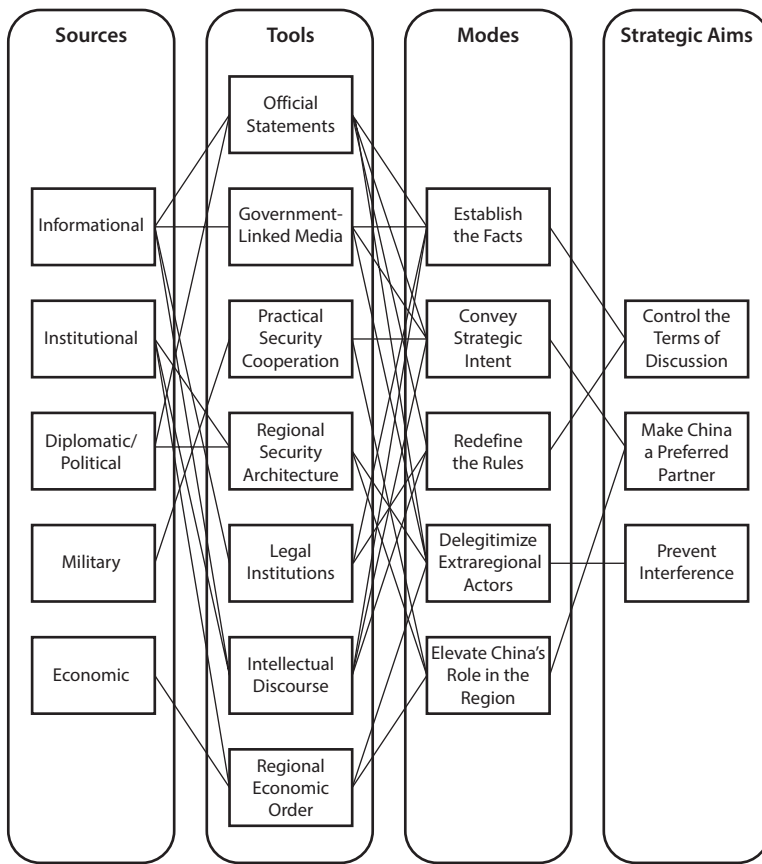 Sources
Informational
Institutional
Diplomatic/
Political
Military
Economic
Tools
Official
Statements
Government-
Linked Media
Practical
Security
Cooperation
Regional
Security
Architecture
Legal
Institutions
Intellectual
Discourse
Regional
Economic
Order
Modes
Establish
the Facts
Convey
Strategic
Intent
Redefine
the Rules
Delegitimize
Extraregional
Actors
Elevate China's
Role in the
Region
Strategic Aims
Control the
Terms of
Discussion
Make China
a Preferred
Partner
Prevent
Interference